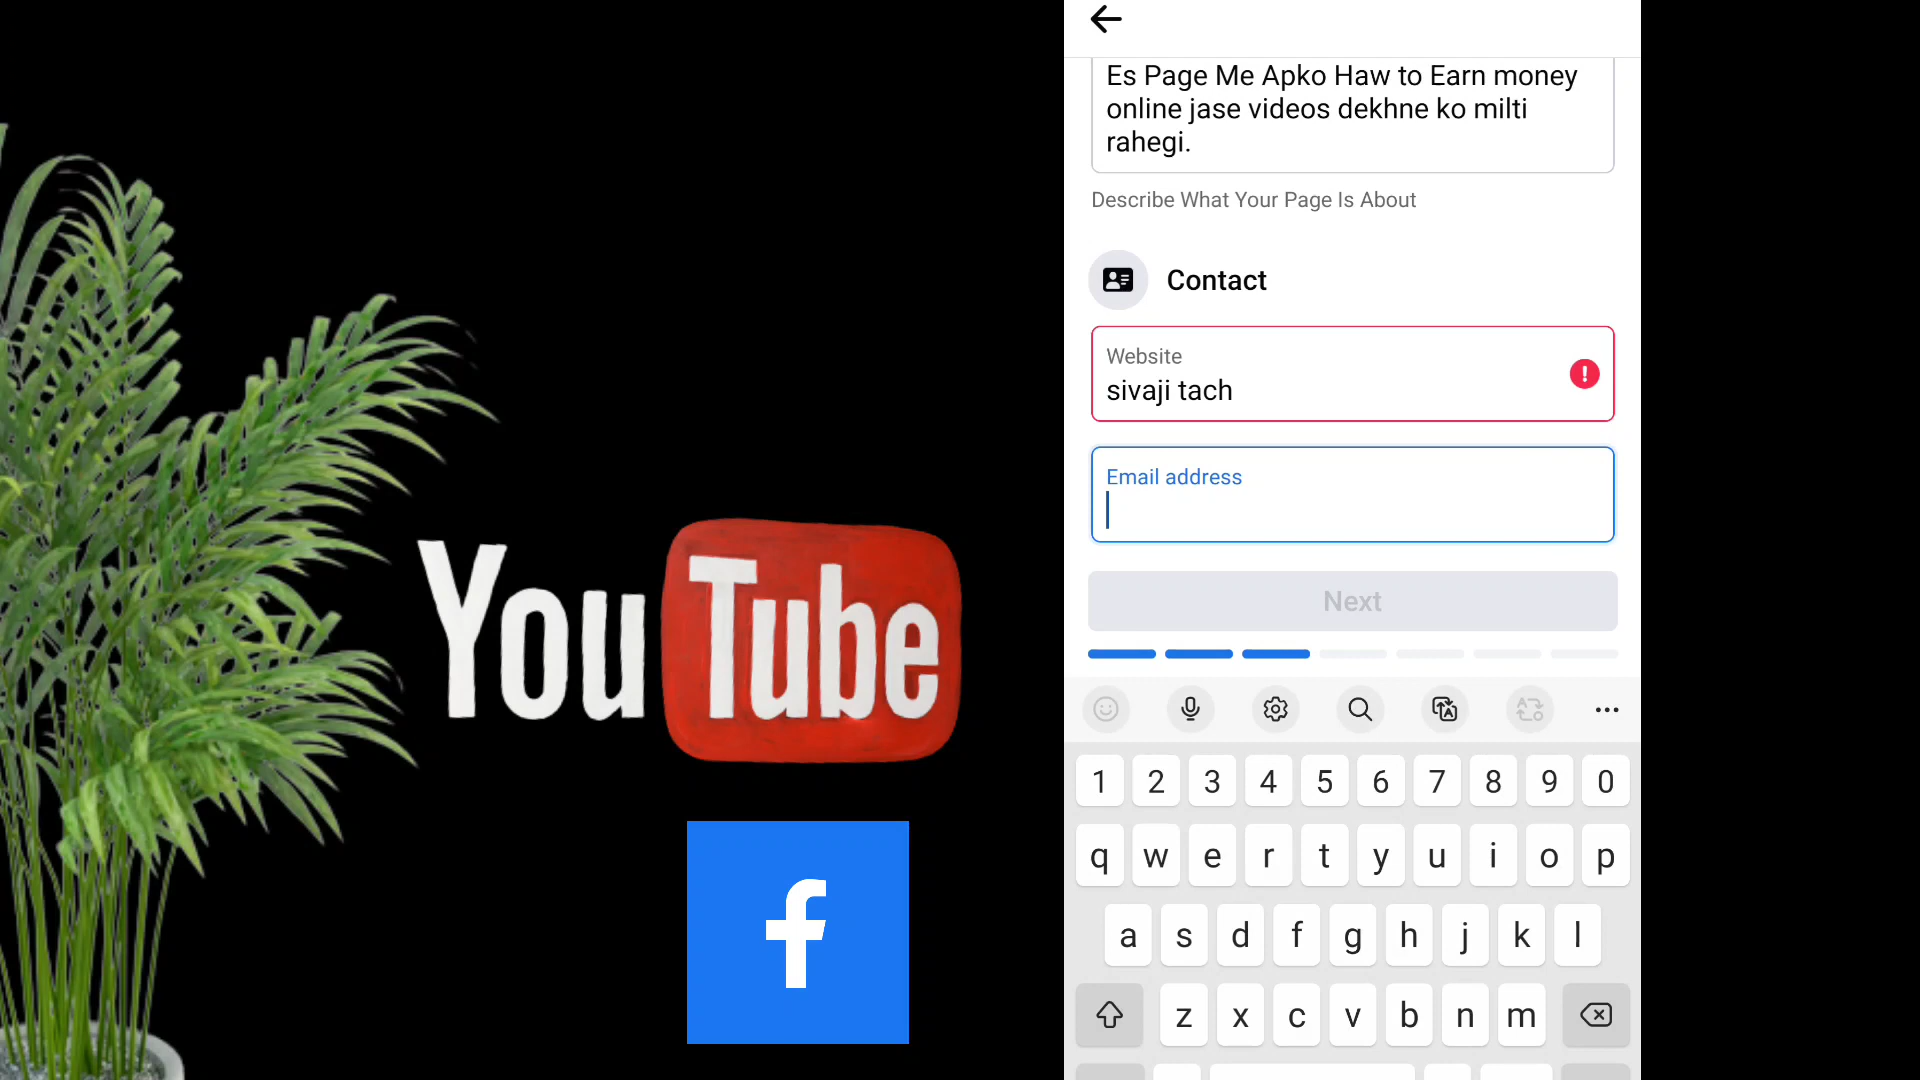 Es Page Me Apko Haw to Earn money
online jase videos dekhne ko milti
rahegi.
Describe What Your Page Is About
Contact
Website
sivaji tach
!
Email address
Next
YouTube
f
1 2 3 4 5 6 7 8 9 0
q w e r t y u i o p
a s d f g h j k l
z x c v b n m